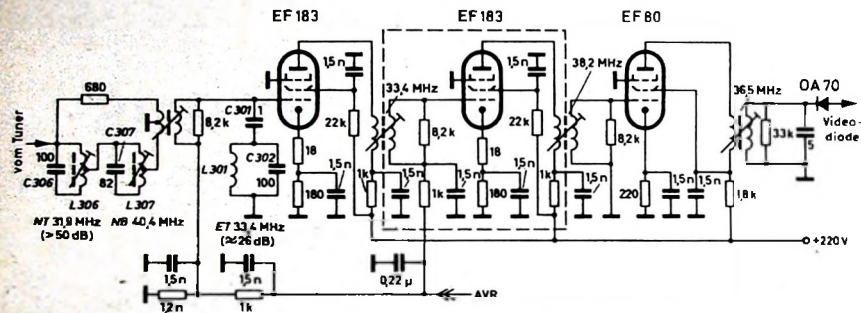 EF 183
EF 183
EF 80
1,5n
1,5n
38,2 MHz
36,5 MHz
OA 70
680
33,4 MHz
Video-
diode
vom Tuner
C307
C301
1
8,2k
22k
8,2k
22k
8,2k
33k
5
100
C306
82
L307
L306
L301
C302
100
18
180
1,5n
1k
1,5n
18
1k
180
1,5n
1,5n
1k
1,5n
220
1,5n
1,5n
1,8k
NT 31,9 MHz
(>50 dB)
NB 40,4 MHz
ET 33,4 MHz
(≈26 dB)
+220 V
1,5n
1,5n
0,22 µ
1,2n
1k
AVR